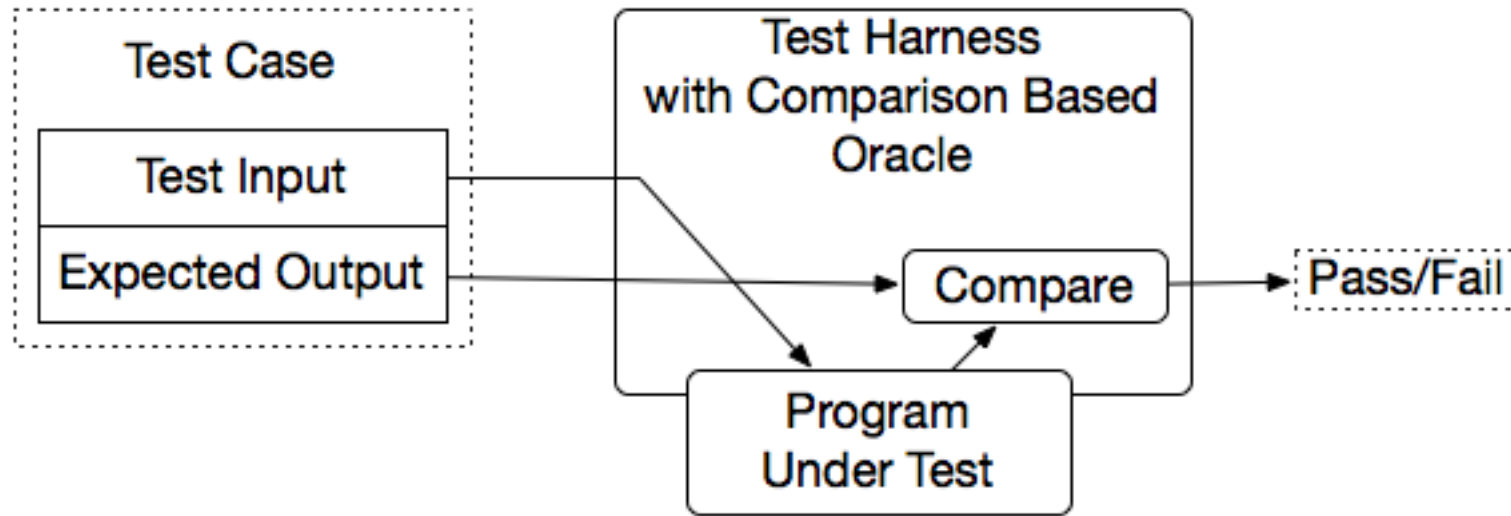 Test Case
Test Input
Expected Output
Test Harness
with Comparison Based
Oracle
Compare
Pass/Fail
Program
Under Test